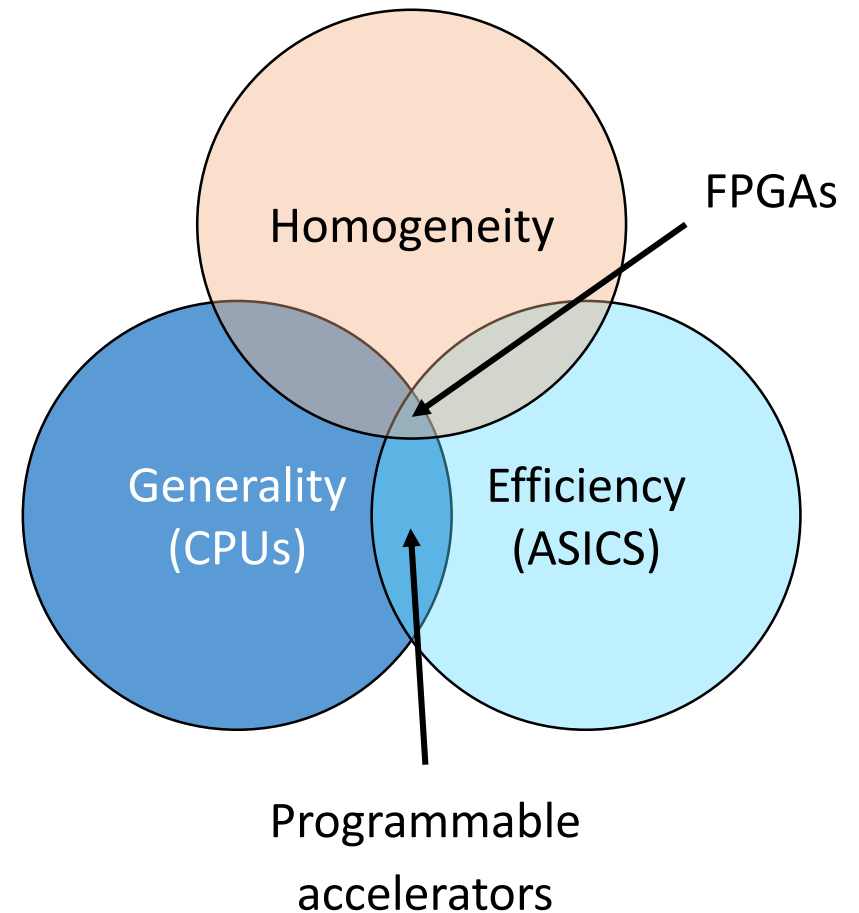 FPGAs
Homogeneity
Generality
(CPUs)
Efficiency
(ASICS)
Programmable
accelerators